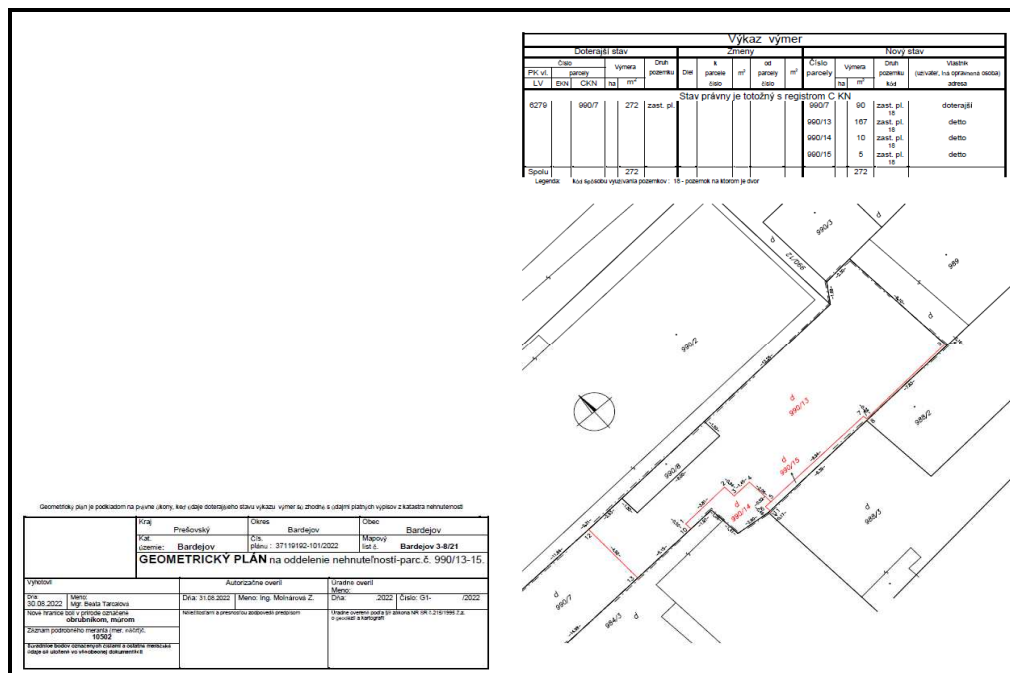 Výkaz výmer
Doterajší stav Zmeny Nový stav
Číslo Výmera Druh pozemku Diel k parcele číslo m² od parcely číslo m² Číslo parcely Výmera Druh pozemku kód Vlastník (užívateľ, iná oprávnená osoba) adresa
PK vl. parcely
LV EKN CKN ha m² ha m²
Stav právny je totožný s registrom C KN
6279 990/7 272 zast. pl. 990/7 90 zast. pl. doterajší
18
990/13 167 zast. pl. detto
18
990/14 10 zast. pl. detto
18
990/15 5 zast. pl. detto
18
Spolu 272 272
Legenda: kód spôsobu využívania pozemkov : 18 - pozemok na ktorom je dvor
990/3
d
d
990/12
989
d
990/2
d
990/13
988/2
990/8
d
990/15
d
990/14
988/3
990/7
984/3
Geometrický plán je podkladom na právne úkony, keď údaje doterajšieho stavu výkazu výmer sú zhodné s údajmi platných výpisov z katastra nehnuteľností
Kraj Okres Obec
Prešovský Bardejov Bardejov
Kat. územie: Bardejov Čís. plánu : 37119192-101/2022 Mapový list č. Bardejov 3-8/21
GEOMETRICKÝ PLÁN na oddelenie nehnuteľností-parc.č. 990/13-15.
Vyhotovil Autorizačne overil Úradne overil
Meno:
Dňa: 30.08.2022 Meno: Mgr. Beata Tarcalova Dňa: 31.08.2022 Meno: Ing. Molnárová Z. Dňa: .2022 Číslo: G1- /2022
Nové hranice boli v prírode označené
obrubníkom, múrom
Náležitosťami a presnosťou zodpovedá predpisom
Úradne overené podľa § 9 zákona NR SR č.215/1995 Z.z. o geodézii a kartografii
Záznam podrobného merania (mer. náčrt)č.
10502
Súradnice bodov označených číslami a ostatné meračské
údaje sú uložené vo všeobecnej dokumentácii